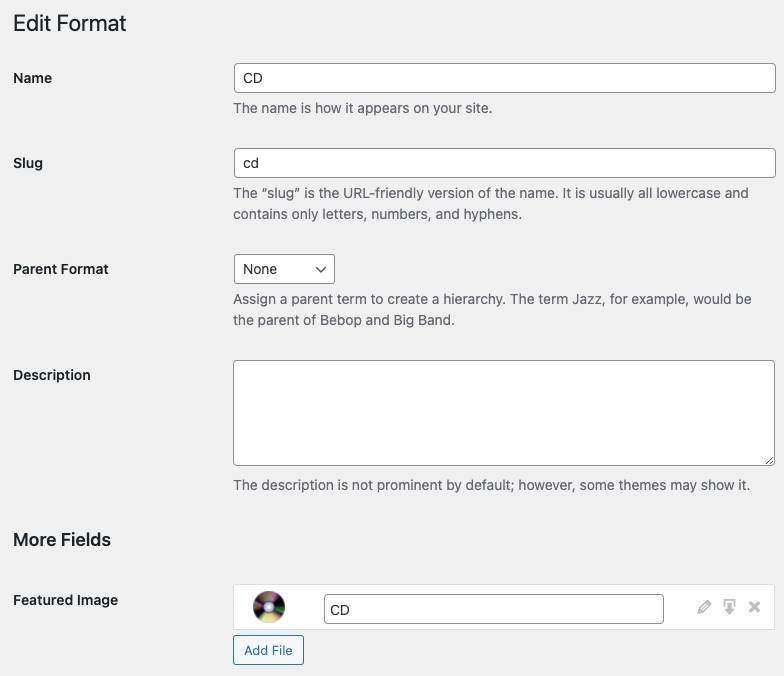 Edit Format
Name
CD
The name is how it appears on your site.
Slug
cd
The “slug” is the URL-friendly version of the name. It is usually all lowercase and
contains only letters, numbers, and hyphens.
Parent Format
None
Assign a parent term to create a hierarchy. The term Jazz, for example, would be
the parent of Bebop and Big Band.
Description
The description is not prominent by default; however, some themes may show it.
More Fields
Featured Image
CD
Add File